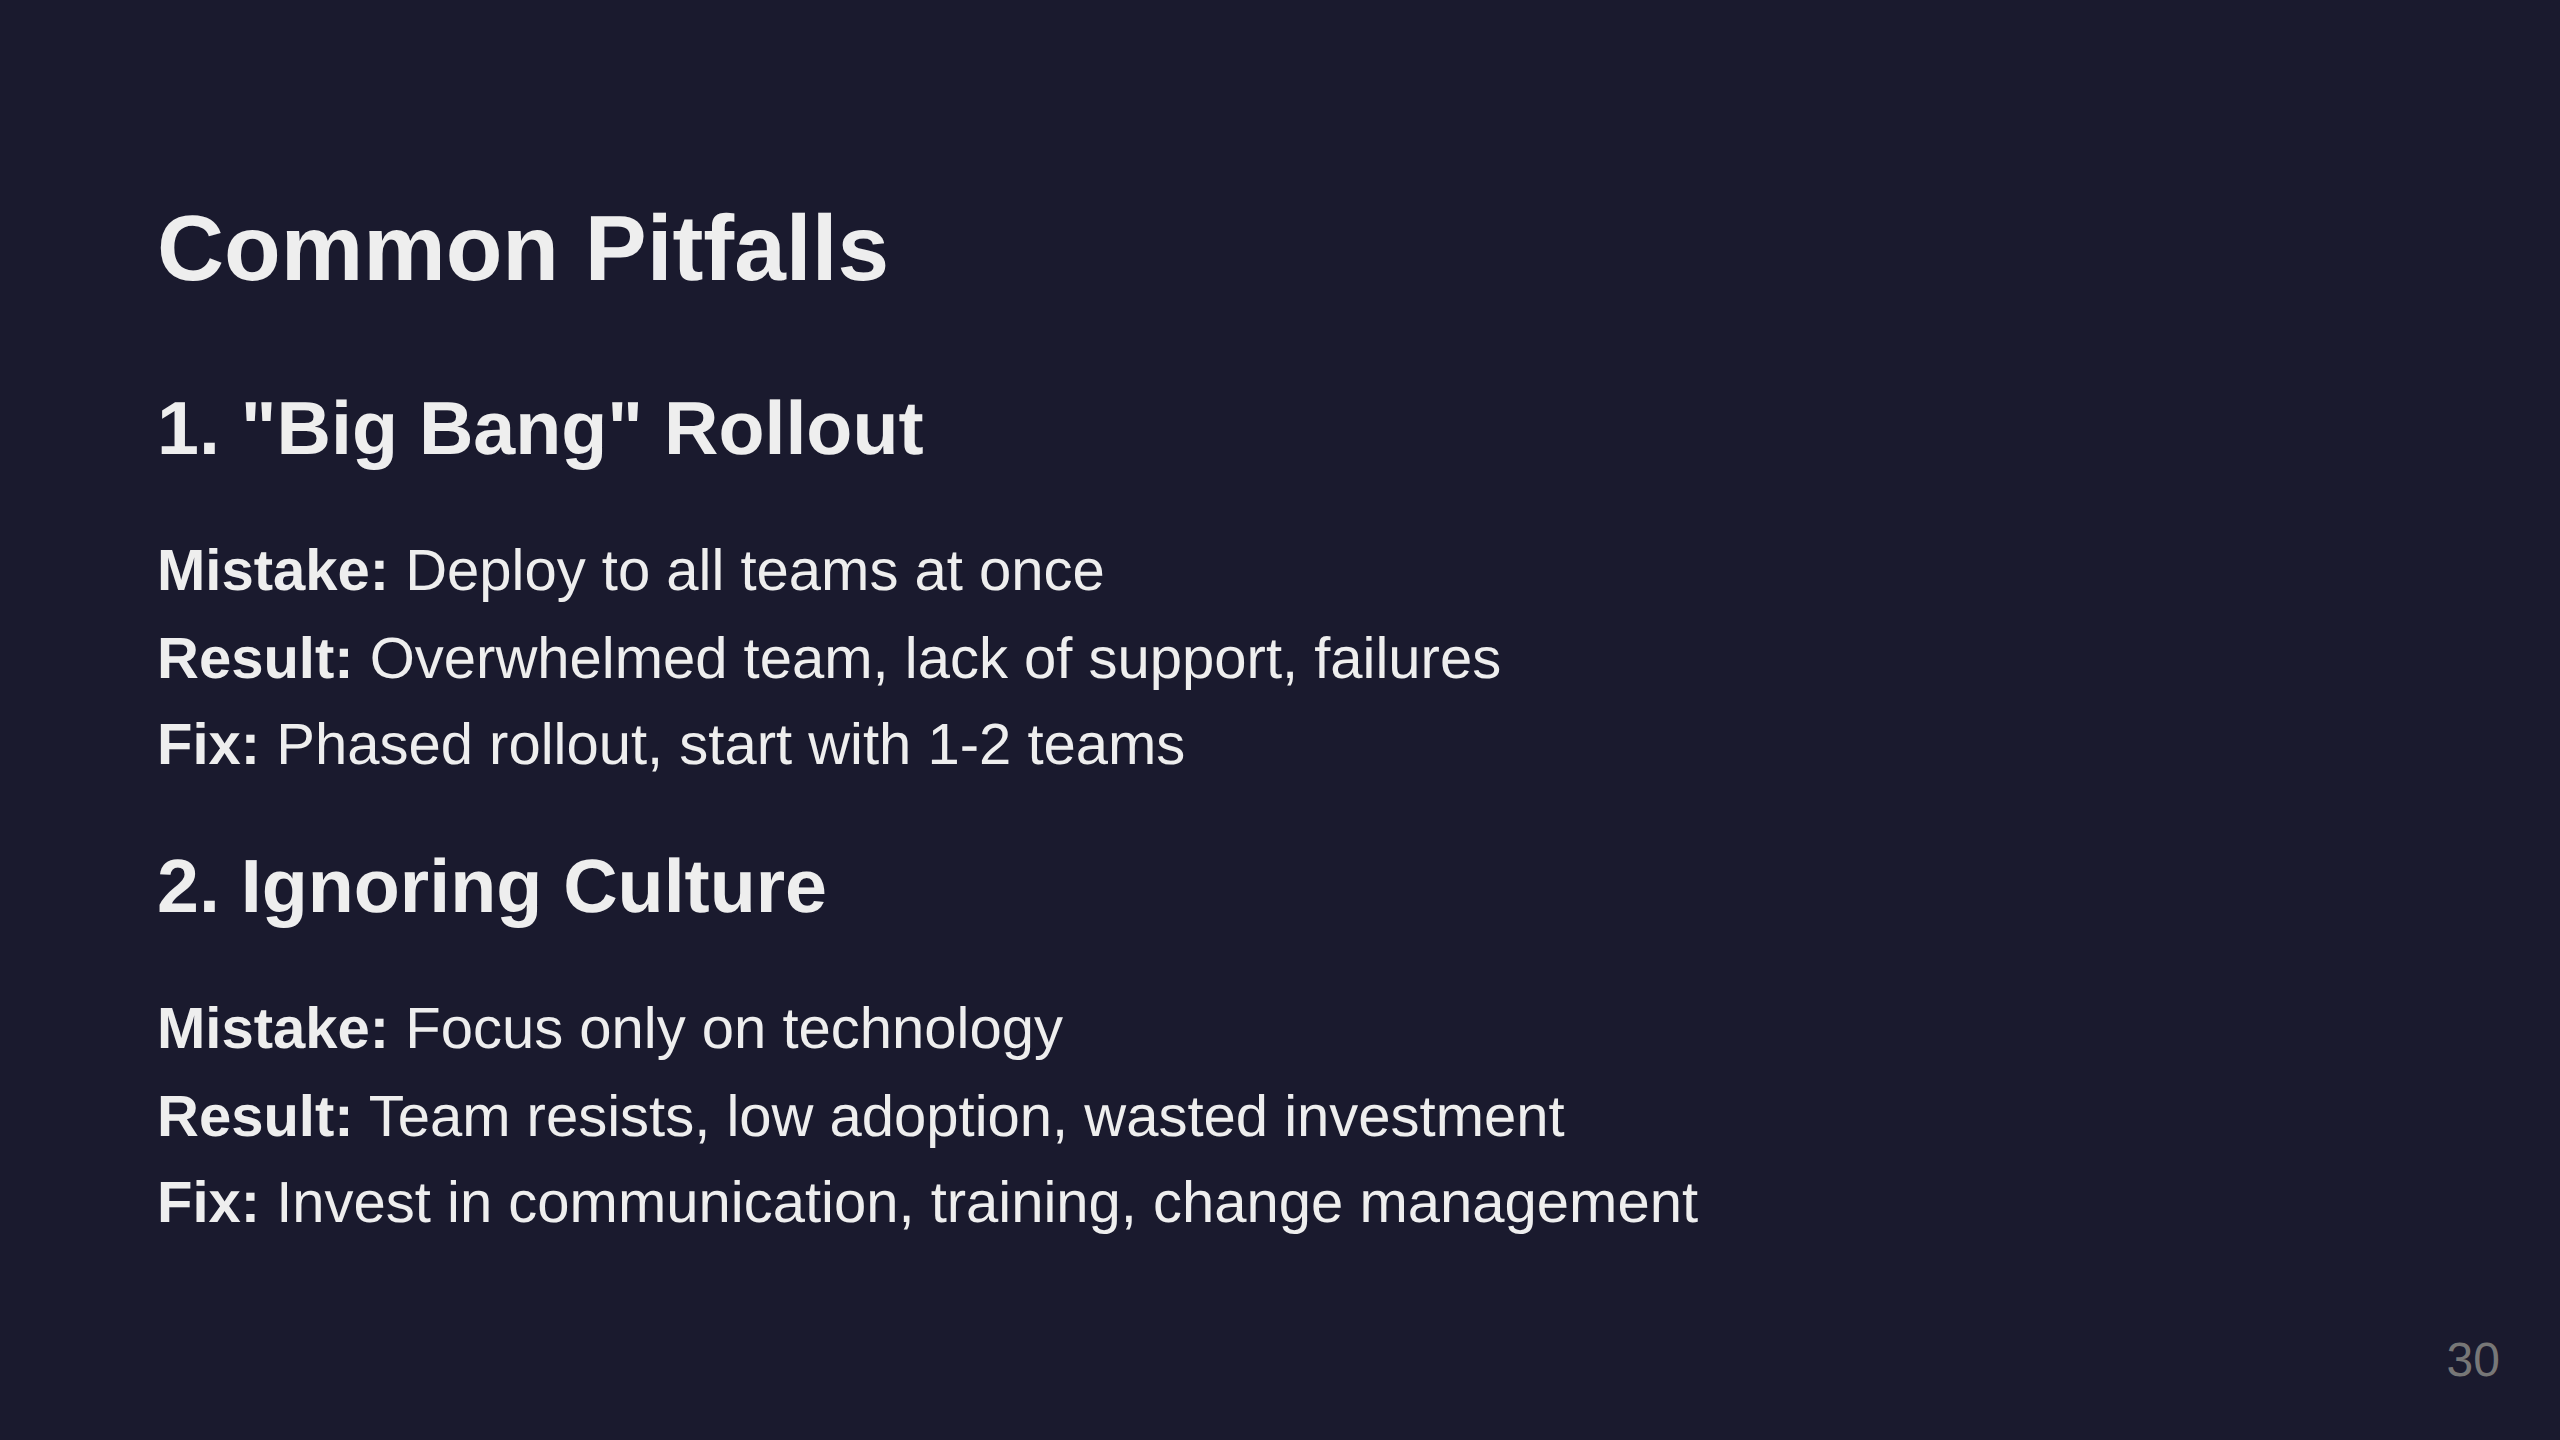 Common Pitfalls
1. "Big Bang" Rollout
Mistake: Deploy to all teams at once
Result: Overwhelmed team, lack of support, failures
Fix: Phased rollout, start with 1-2 teams
2. Ignoring Culture
Mistake: Focus only on technology
Result: Team resists, low adoption, wasted investment
Fix: Invest in communication, training, change management
30